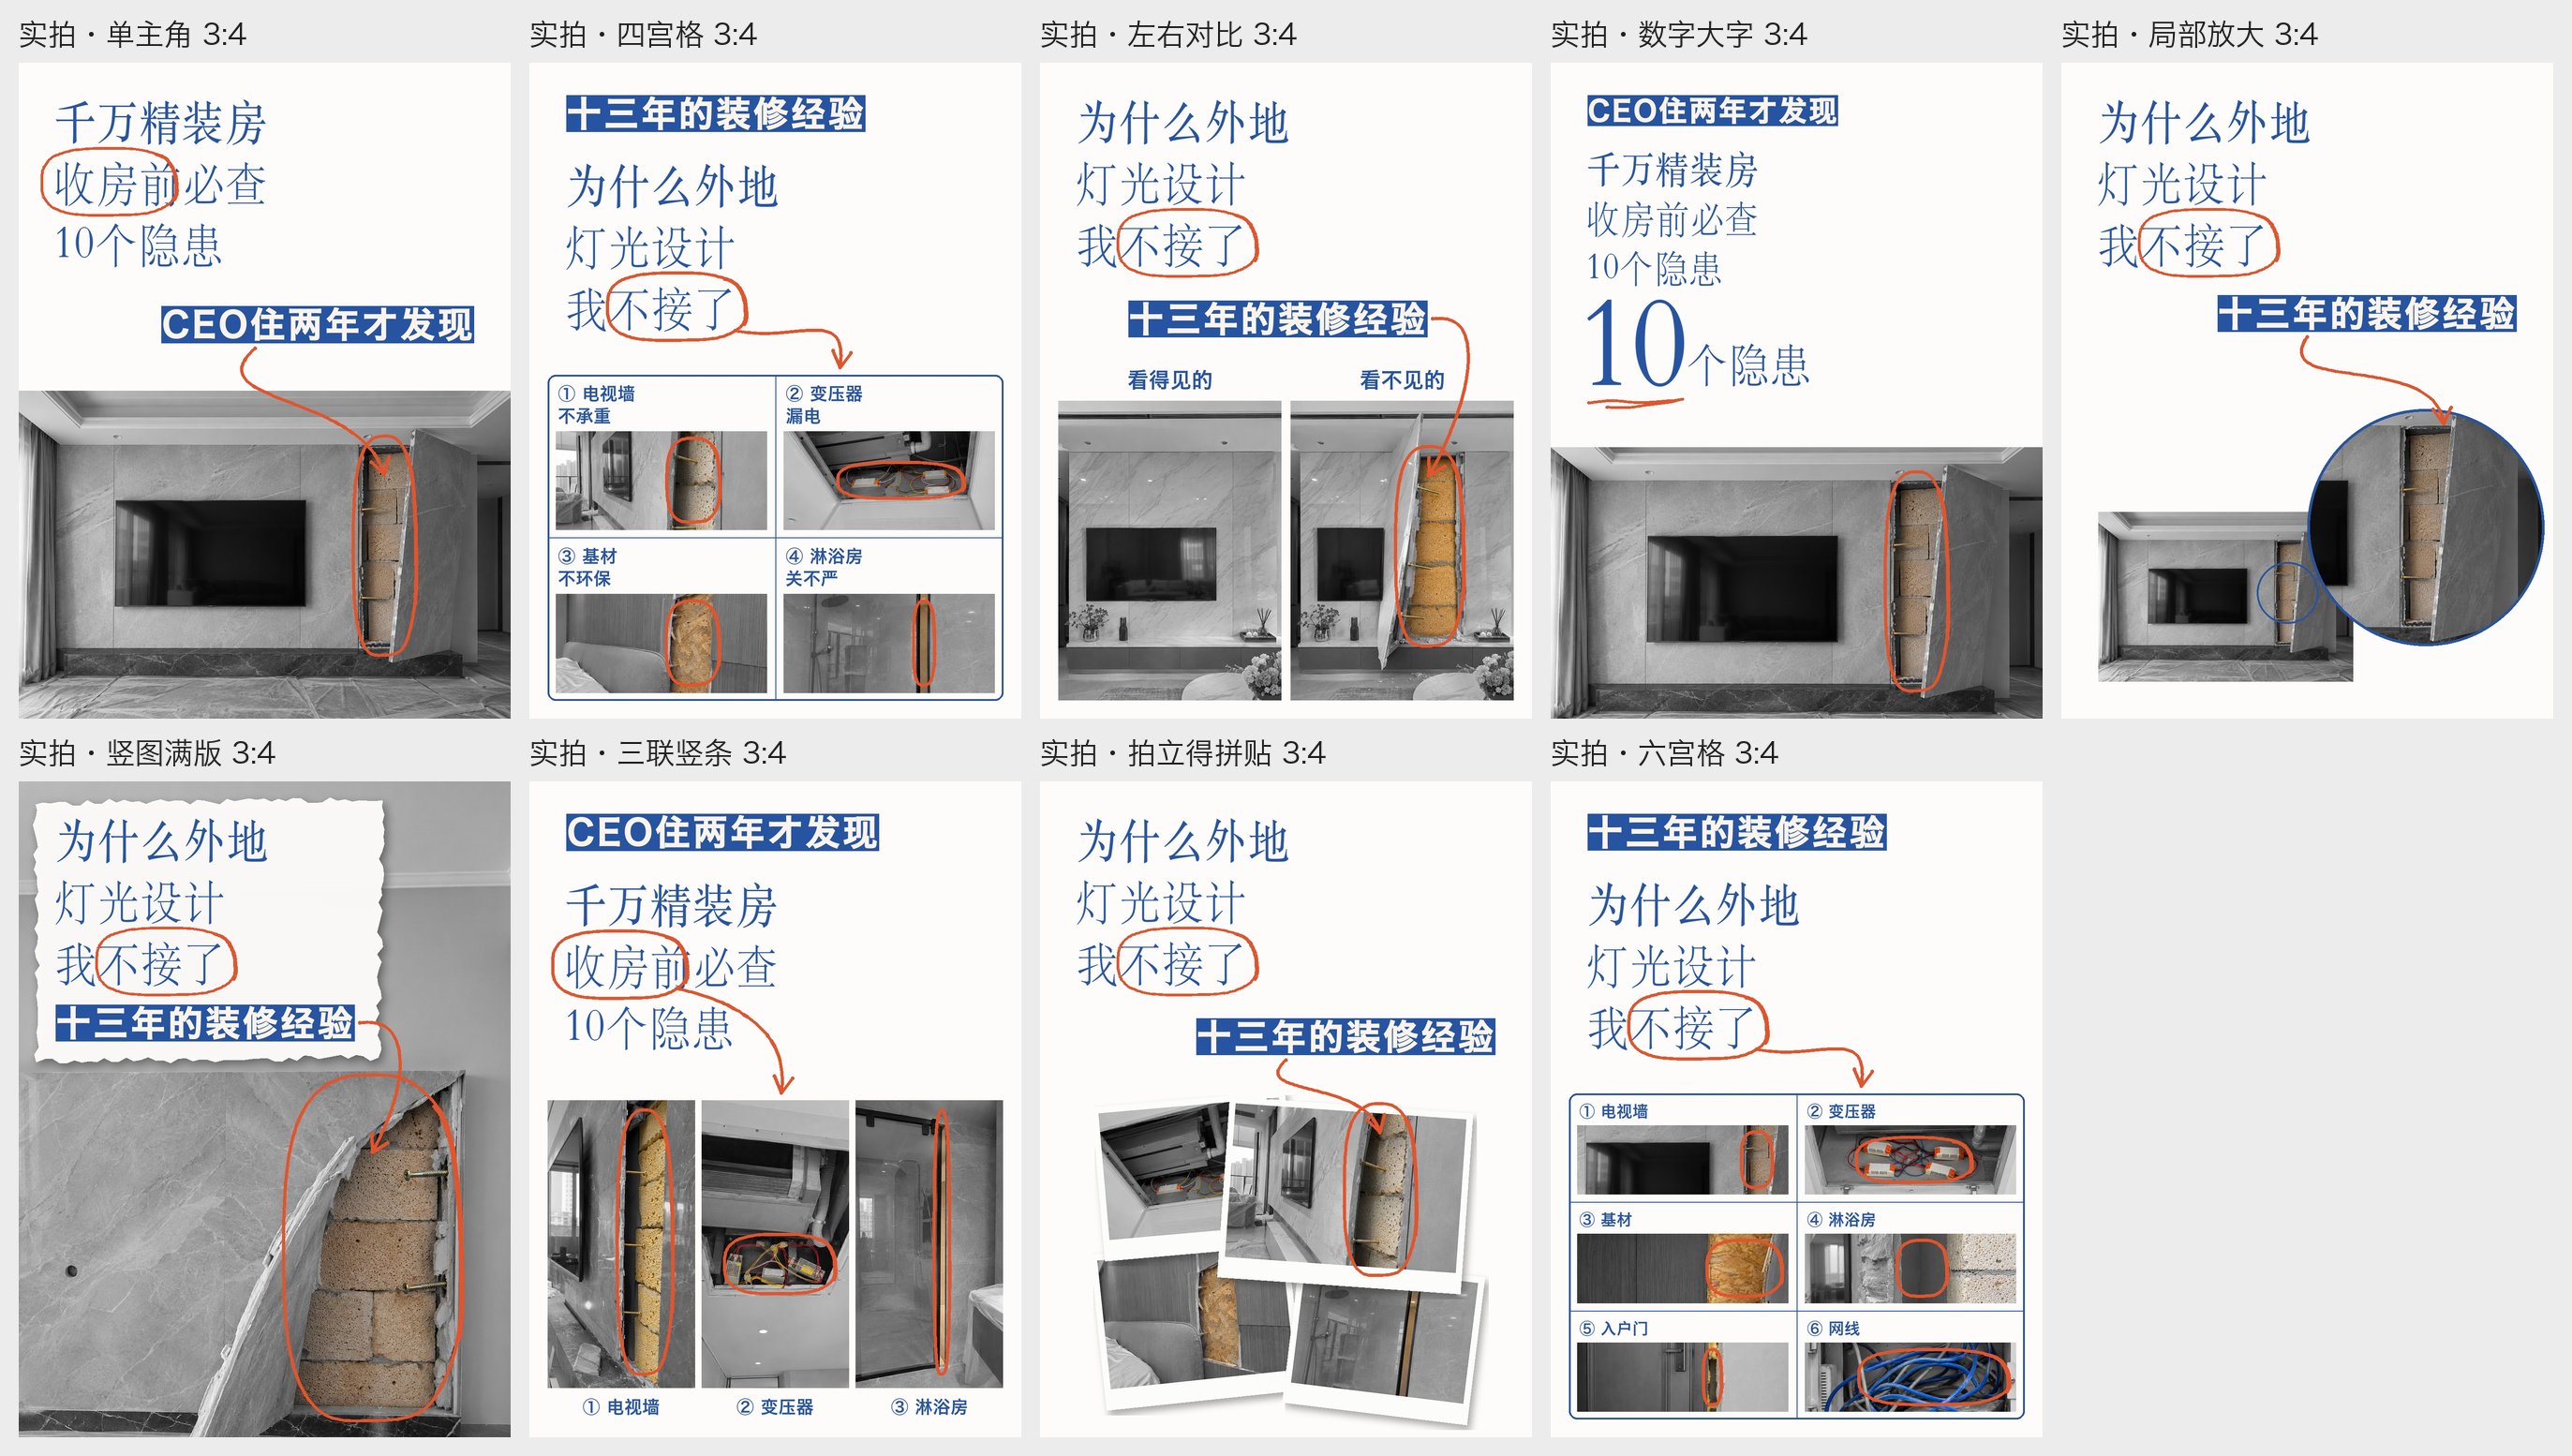 实拍·单主角 3:4
千万精装房
收房前必查
10个隐患
CEO住两年才发现
实拍·四宫格 3:4
十三年的装修经验
为什么外地
灯光设计
我不接了
① 电视墙
不承重
② 变压器
漏电
③ 基材
不环保
④ 淋浴房
关不严
实拍·左右对比 3:4
为什么外地
灯光设计
我不接了
十三年的装修经验
看得见的
看不见的
实拍·数字大字 3:4
CEO住两年才发现
千万精装房
收房前必查
10个隐患
10个隐患
实拍·局部放大 3:4
为什么外地
灯光设计
我不接了
十三年的装修经验
实拍·竖图满版 3:4
为什么外地
灯光设计
我不接了
十三年的装修经验
实拍·三联竖条 3:4
CEO住两年才发现
千万精装房
收房前必查
10个隐患
① 电视墙
② 变压器
③ 淋浴房
实拍·拍立得拼贴 3:4
为什么外地
灯光设计
我不接了
十三年的装修经验
实拍·六宫格 3:4
十三年的装修经验
为什么外地
灯光设计
我不接了
① 电视墙
② 变压器
③ 基材
④ 淋浴房
⑤ 入户门
⑥ 网线